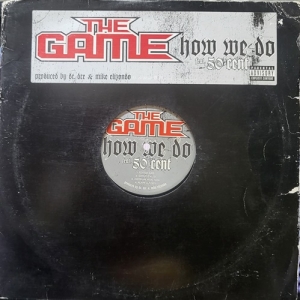 THE
GAME
how we do
feat. 50 cent
produced by dr. dre & mike elizondo
PARENTAL
ADVISORY
EXPLICIT CONTENT
THE
GAME
how we do
feat. 50 cent